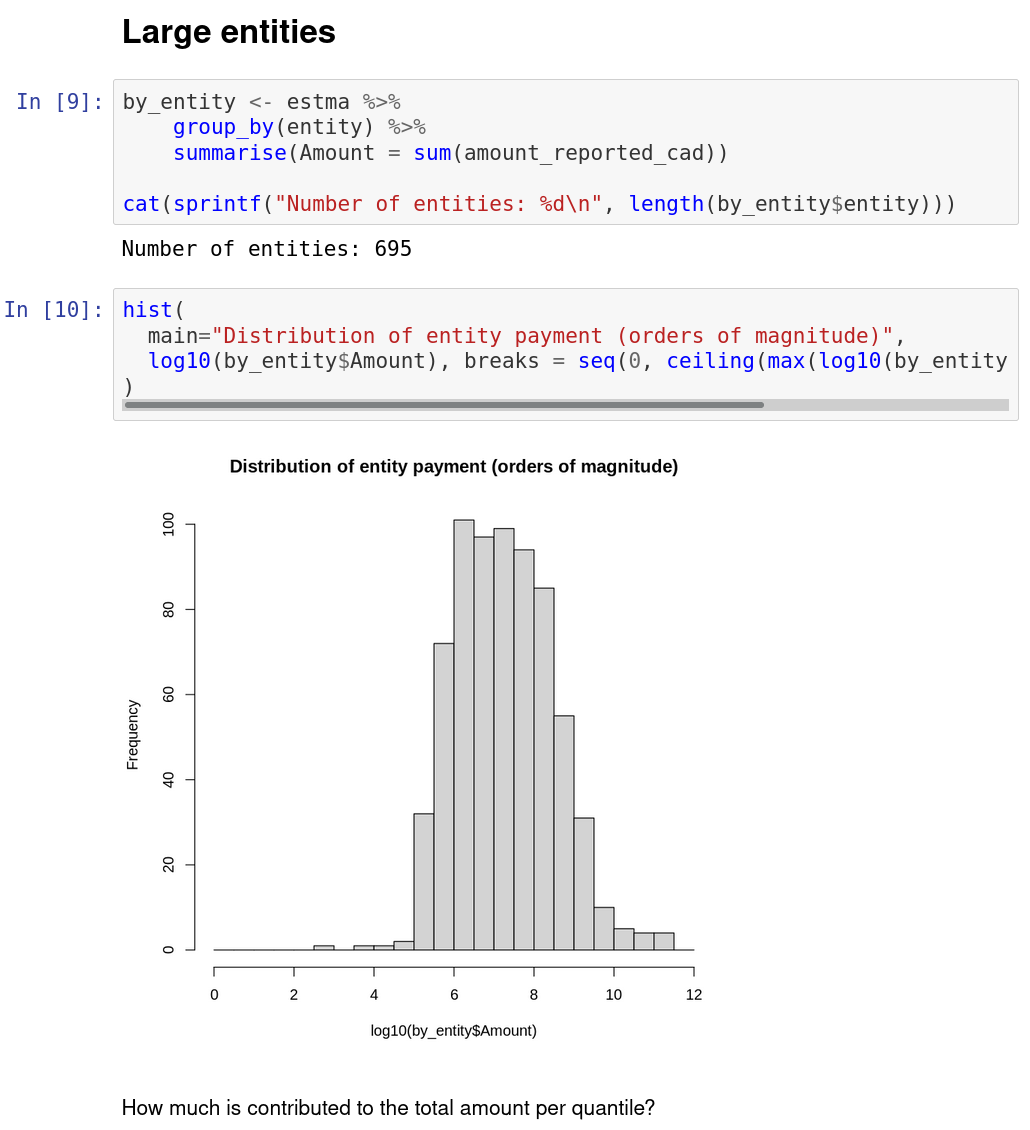 Large entities
In [9]:
by_entity <- estma %>%
    group_by(entity) %>%
    summarise(Amount = sum(amount_reported_cad))
cat(sprintf("Number of entities: %d\n", length(by_entity$entity)))
Number of entities: 695
In [10]:
hist(
  main="Distribution of entity payment (orders of magnitude)",
  log10(by_entity$Amount), breaks = seq(0, ceiling(max(log10(by_entity
)
Distribution of entity payment (orders of magnitude)
Frequency
100
80
60
40
20
0
0 2 4 6 8 10 12
log10(by_entity$Amount)
How much is contributed to the total amount per quantile?